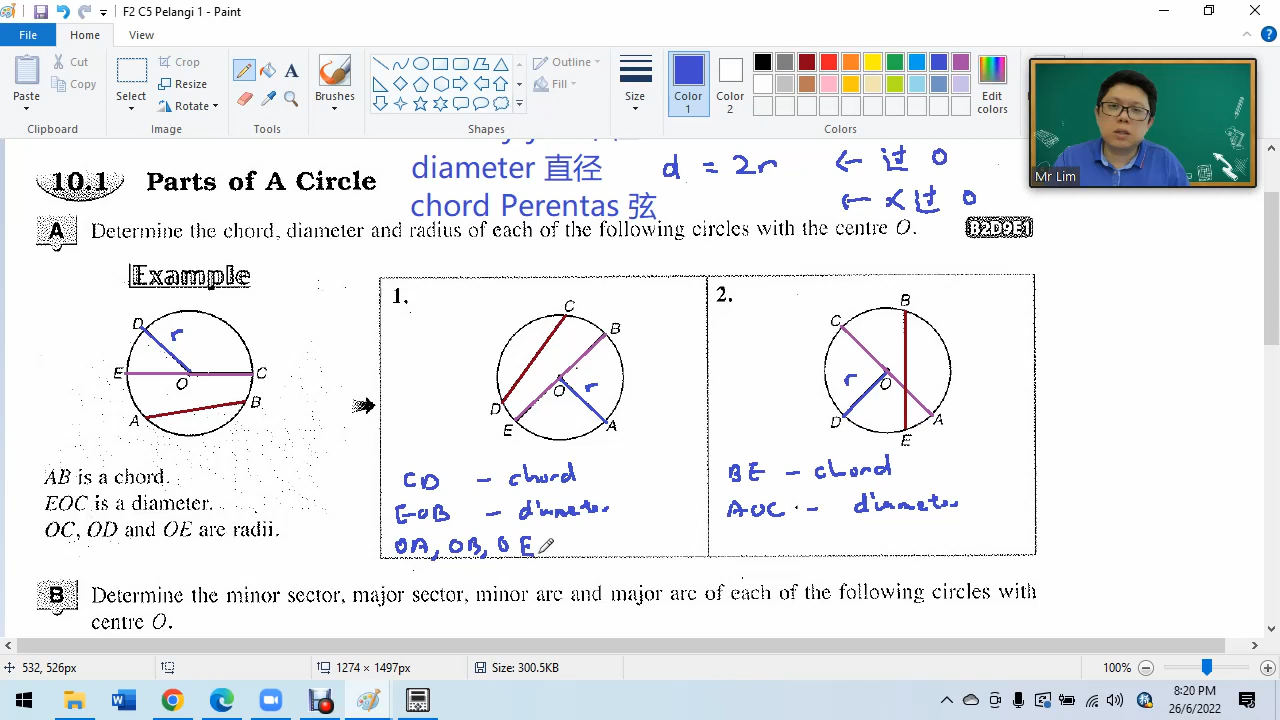 F2 C5 Pelangi 1 - Paint
File
Home
View
Paste
Cut
Copy
Clipboard
Select
Crop
Resize
Rotate
Image
A
Tools
Brushes
Shapes
Outline
Fill
Size
Color 1
Color 2
Edit colors
Colors
Mr Lim
diameter 直径
d = 2r
← 过 O
chord Perentas 弦
← ×过 O
10.1 Parts of A Circle
A Determine the chord, diameter and radius of each of the following circles with the centre O. B2D9E1
Example
D
r
E
O
C
A
B
AB is a chord.
EOC is a diameter.
OC, OD and OE are radii.
1.
C
B
O
r
D
E
A
CD - chord
EOB - diameter
OA, OB, OE
2.
B
C
r
O
D
E
A
BE - chord
AOC - diameter
B Determine the minor sector, major sector, minor arc and major arc of each of the following circles with
centre O.
532, 526px
1274 × 1497px
Size: 300.5KB
100%
8:20 PM
26/6/2022